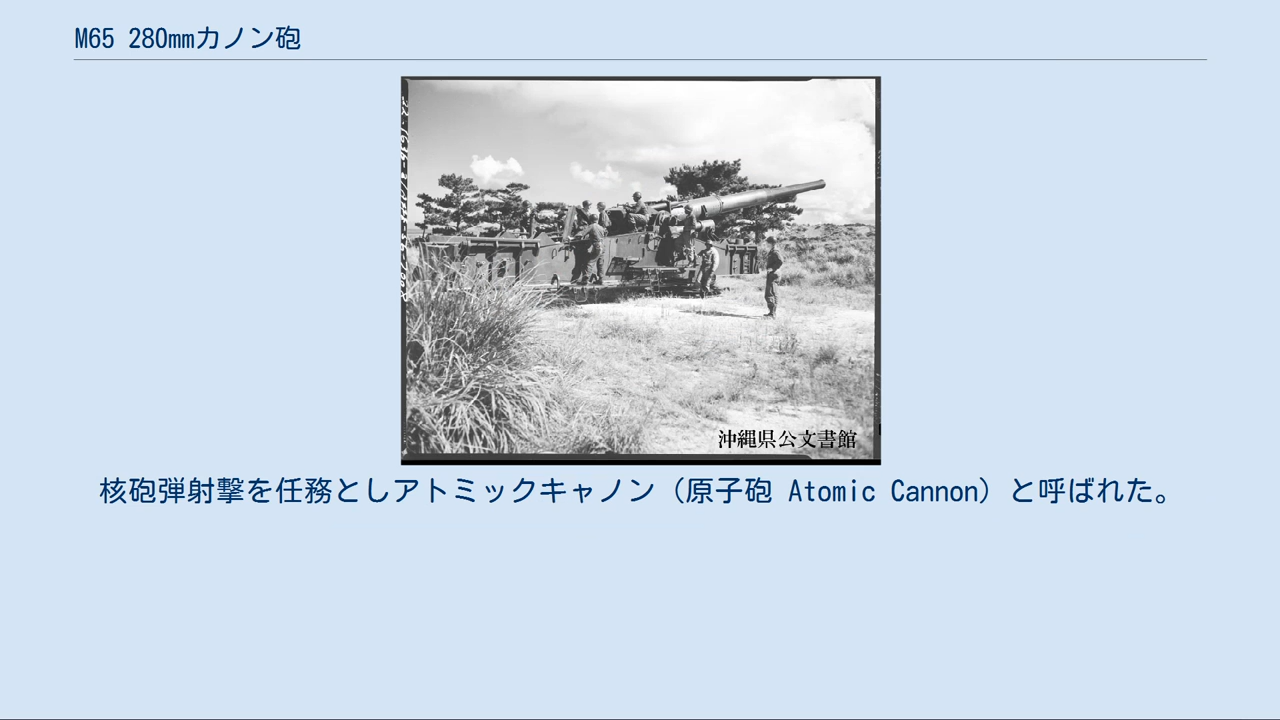 M65 280mmカノン砲
沖縄県公文書館
核砲弾射撃を任務としアトミックキャノン（原子砲 Atomic Cannon）と呼ばれた。